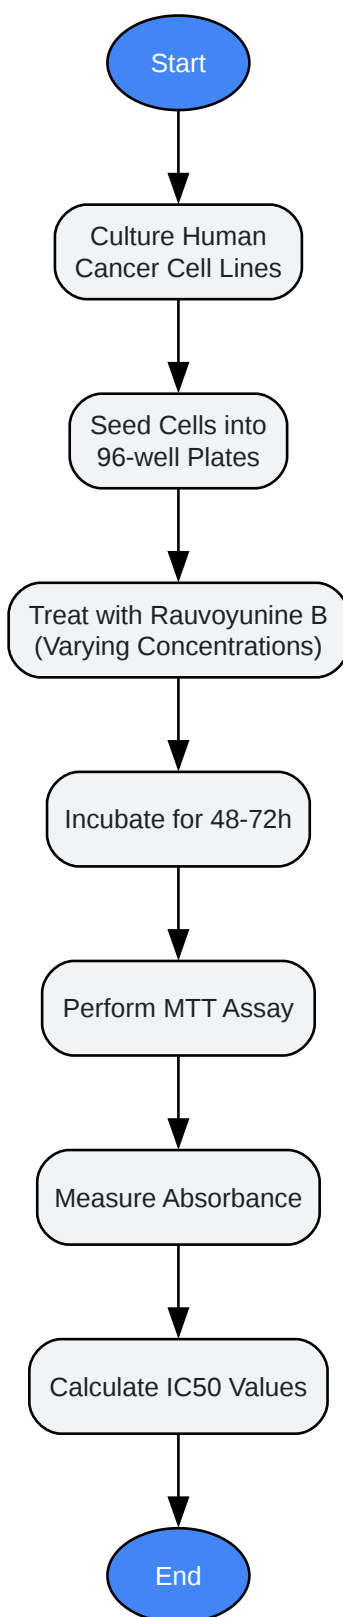 Start
Culture Human
Cancer Cell Lines
Seed Cells into
96-well Plates
Treat with Rauvoyunine B
(Varying Concentrations)
Incubate for 48-72h
Perform MTT Assay
Measure Absorbance
Calculate IC50 Values
End